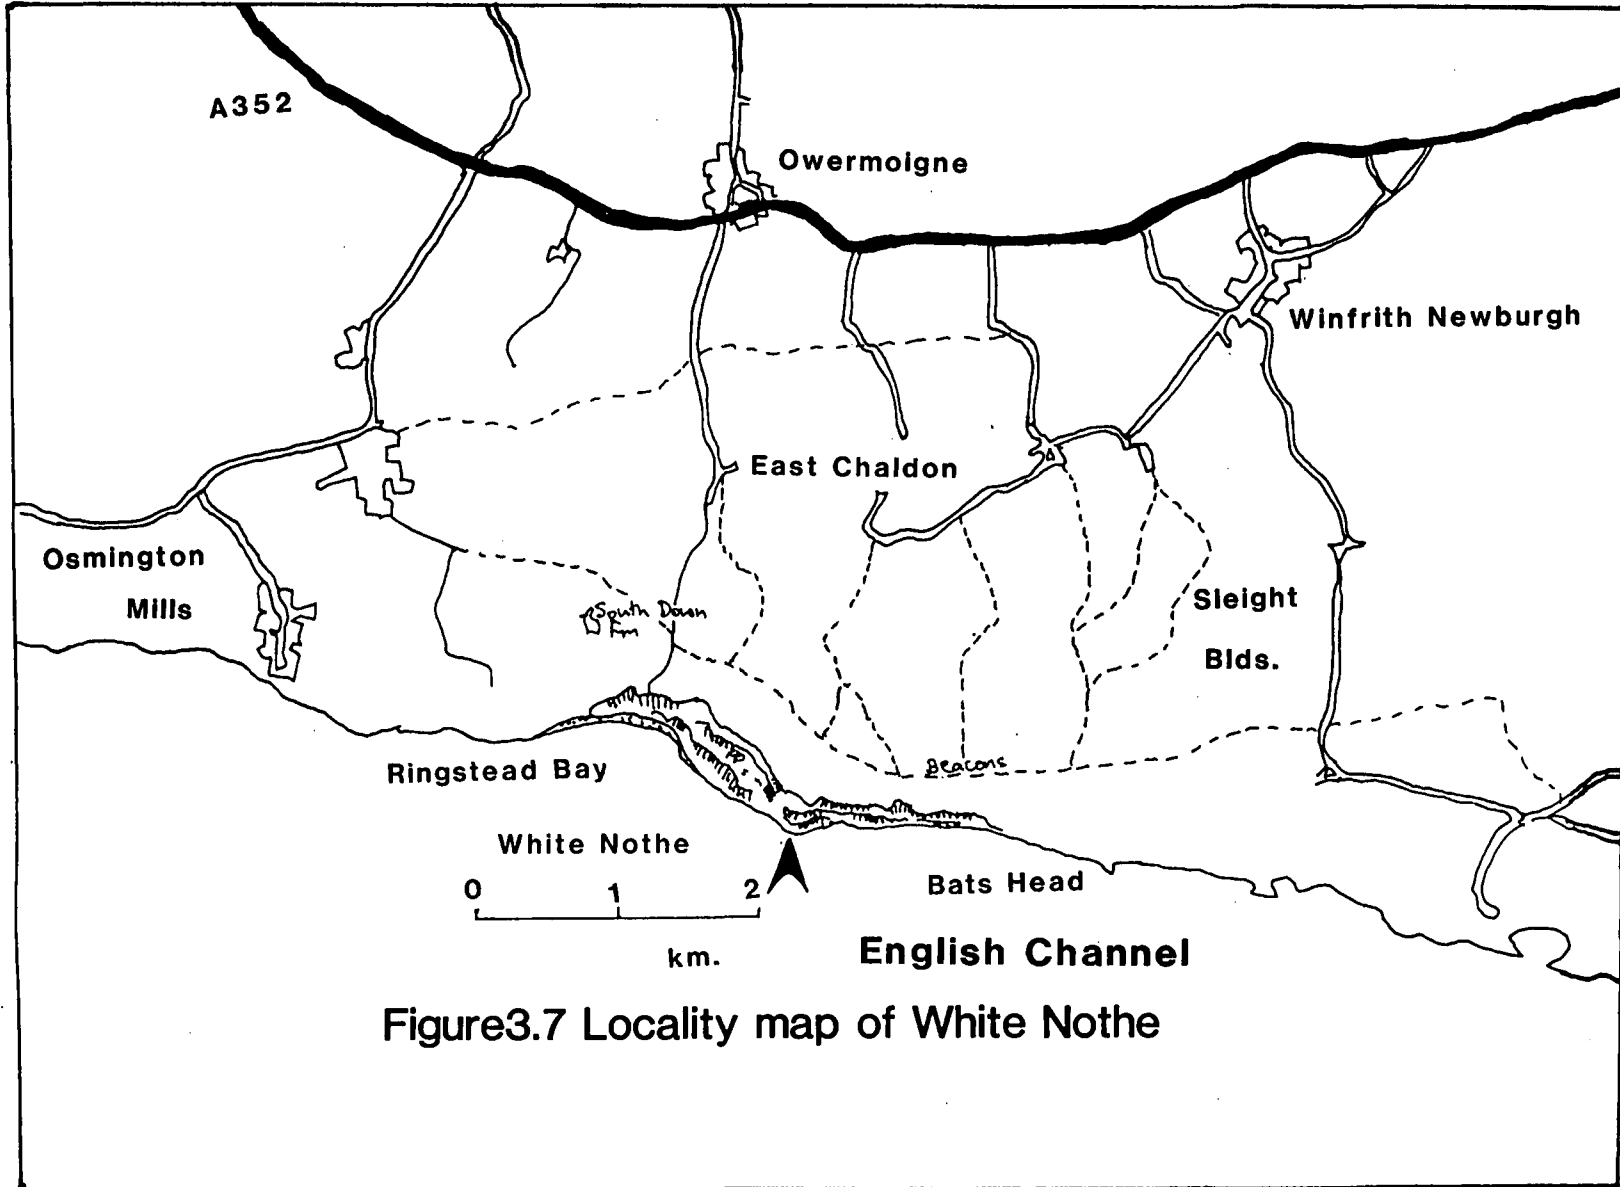 A352
Owermoigne
Winfrith Newburgh
East Chaldon
Osmington
Mills
South Down
Fm
Sleight
Blds.
Ringstead Bay
Beacons
White Nothe
Bats Head
0 1 2
km.
English Channel
Figure3.7 Locality map of White Nothe